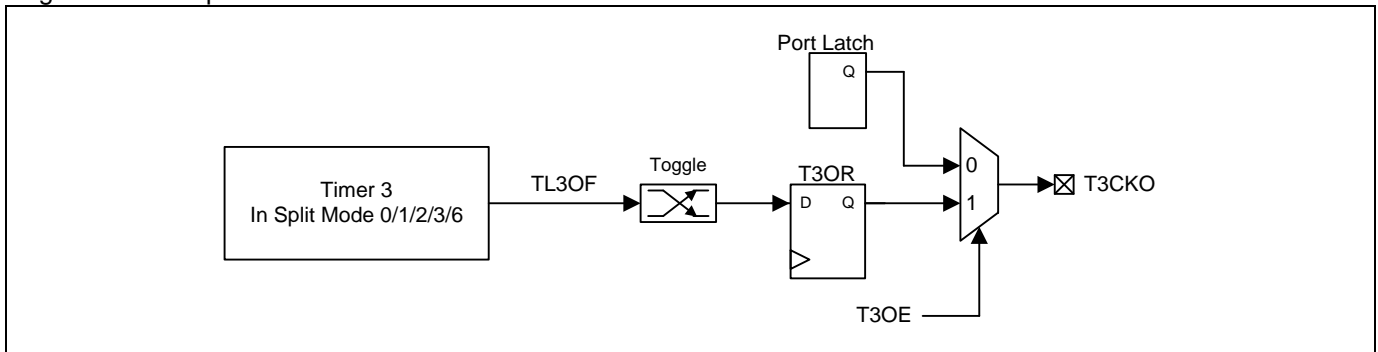 Port Latch
Q
Timer 3
In Split Mode 0/1/2/3/6
TL3OF
Toggle
T3OR
D Q
0
1
T3CKO
T3OE